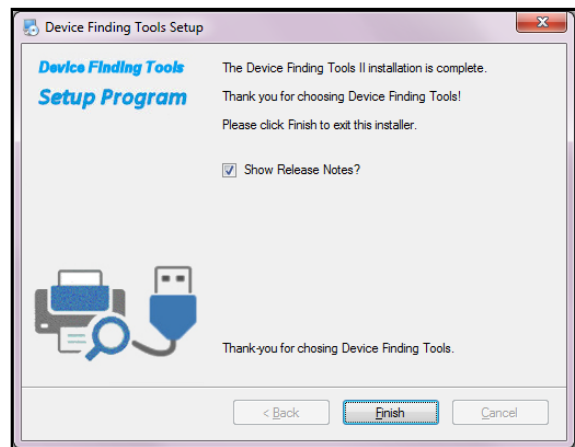 Device Finding Tools Setup
Device Finding Tools
Setup Program
The Device Finding Tools II installation is complete.
Thank you for choosing Device Finding Tools!
Please click Finish to exit this installer.
Show Release Notes?
Thank-you for chosing Device Finding Tools.
< Back
Finish
Cancel